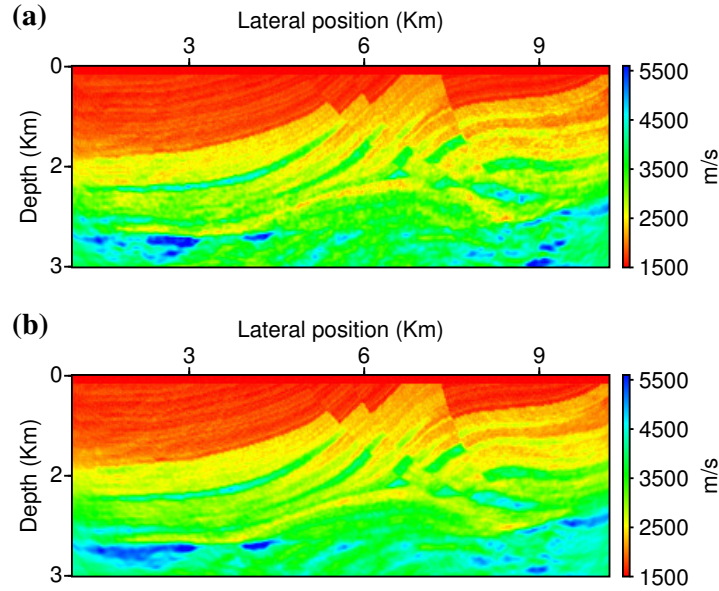 (a)
Lateral position (Km)
3 6 9
0
2
3
Depth (Km)
5500
4500
3500
2500
1500
m/s
(b)
Lateral position (Km)
3 6 9
0
2
3
Depth (Km)
5500
4500
3500
2500
1500
m/s